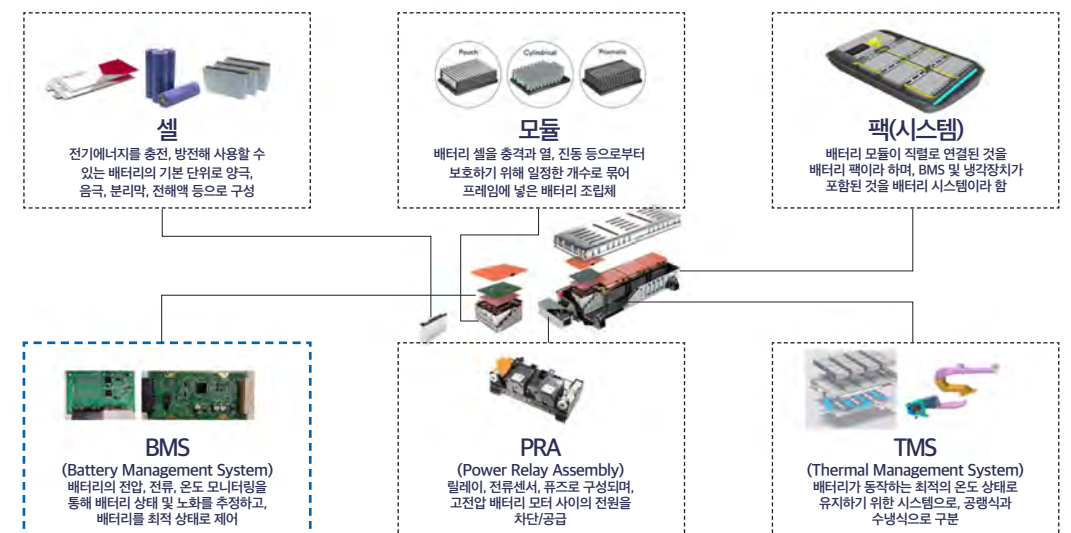 셀
전기에너지를 충전, 방전해 사용할 수
있는 배터리의 기본 단위로 양극,
음극, 분리막, 전해액 등으로 구성
Pouch
Cylindrical
Prismatic
모듈
배터리 셀을 충격과 열, 진동 등으로부터
보호하기 위해 일정한 개수로 묶어
프레임에 넣은 배터리 조립체
팩(시스템)
배터리 모듈이 직렬로 연결된 것을
배터리 팩이라 하며, BMS 및 냉각장치가
포함된 것을 배터리 시스템이라 함
BMS
(Battery Management System)
배터리의 전압, 전류, 온도 모니터링을
통해 배터리 상태 및 노화를 추정하고,
배터리를 최적 상태로 제어
PRA
(Power Relay Assembly)
릴레이, 전류센서, 퓨즈로 구성되며,
고전압 배터리 모터 사이의 전원을
차단/공급
TMS
(Thermal Management System)
배터리가 동작하는 최적의 온도 상태로
유지하기 위한 시스템으로, 공랭식과
수냉식으로 구분